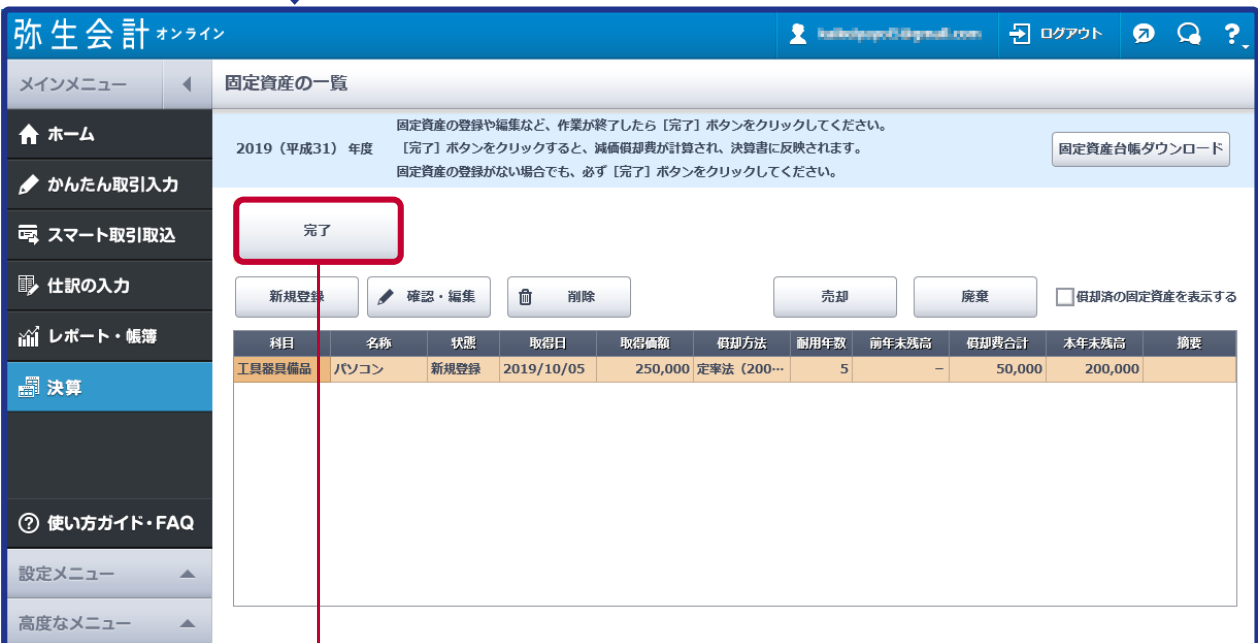 弥生会計 オンライン
ログアウト
?
メインメニュー
固定資産の一覧
ホーム
かんたん取引入力
スマート取引取込
仕訳の入力
レポート・帳簿
決算
使い方ガイド・FAQ
設定メニュー
高度なメニュー
2019（平成31）年度
固定資産の登録や編集など、作業が終了したら［完了］ボタンをクリックしてください。
［完了］ボタンをクリックすると、減価償却費が計算され、決算書に反映されます。
固定資産の登録がない場合でも、必ず［完了］ボタンをクリックしてください。
固定資産台帳ダウンロード
完了
新規登録 確認・編集 削除 売却 廃棄 償却済の固定資産を表示する
科目 名称 状態 取得日 取得価額 償却方法 耐用年数 前年末残高 償却費合計 本年末残高 摘要
工具器具備品 パソコン 新規登録 2019/10/05 250,000 定率法（200… 5 － 50,000 200,000